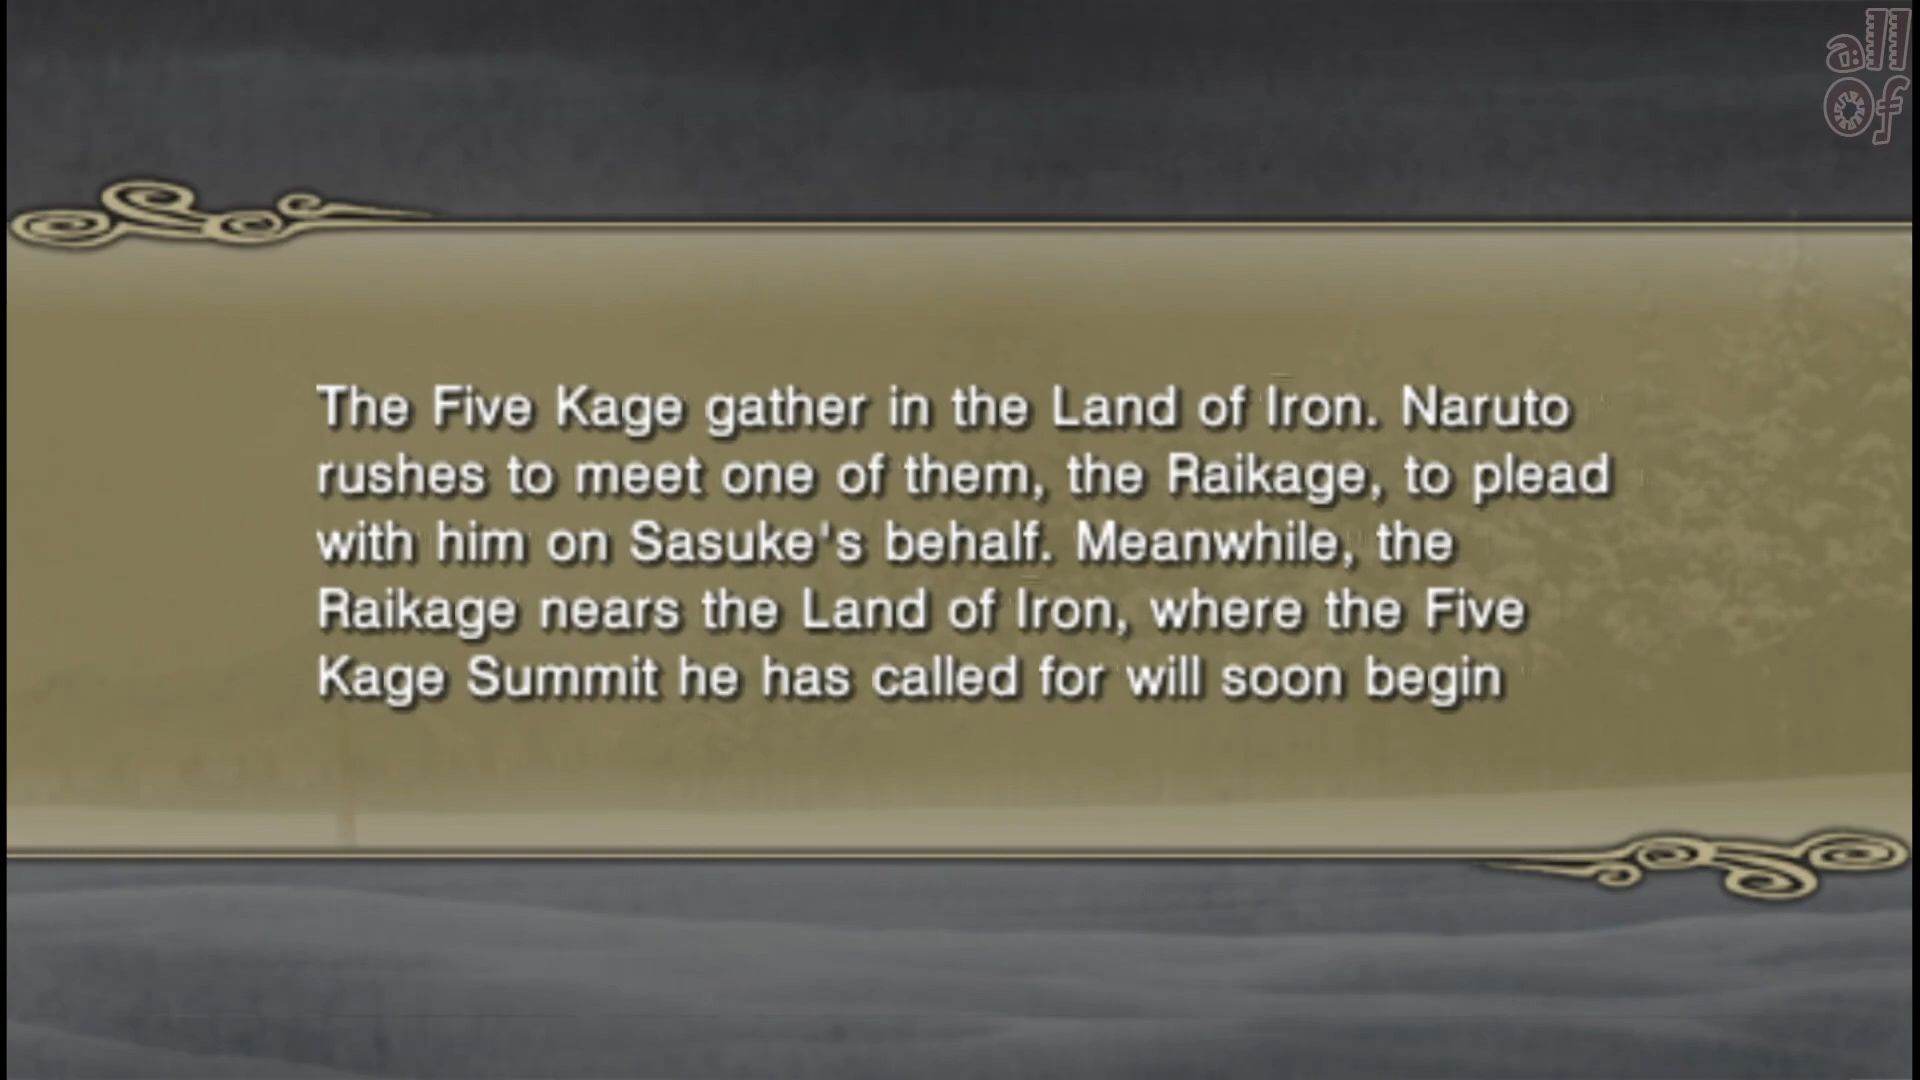 all
of
The Five Kage gather in the Land of Iron. Naruto
rushes to meet one of them, the Raikage, to plead
with him on Sasuke's behalf. Meanwhile, the
Raikage nears the Land of Iron, where the Five
Kage Summit he has called for will soon begin